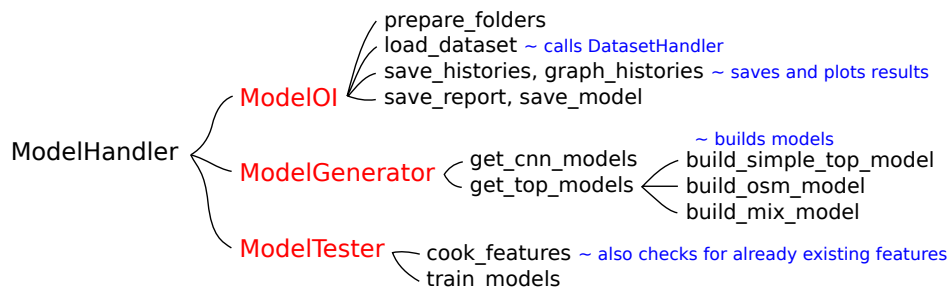 prepare_folders
load_dataset ~ calls DatasetHandler
save_histories, graph_histories ~ saves and plots results
ModelOI
save_report, save_model
ModelHandler
~ builds models
get_cnn_models
build_simple_top_model
ModelGenerator
get_top_models
build_osm_model
build_mix_model
ModelTester
cook_features ~ also checks for already existing features
train_models